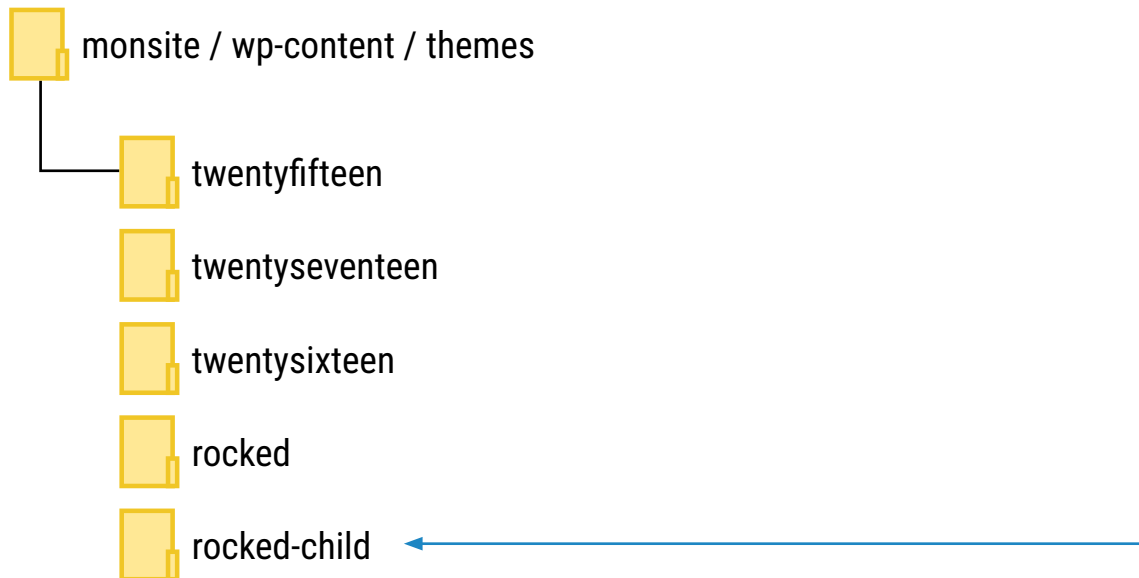 monsite / wp-content / themes
twentyfifteen
twentyseventeen
twentysixteen
rocked
rocked-child